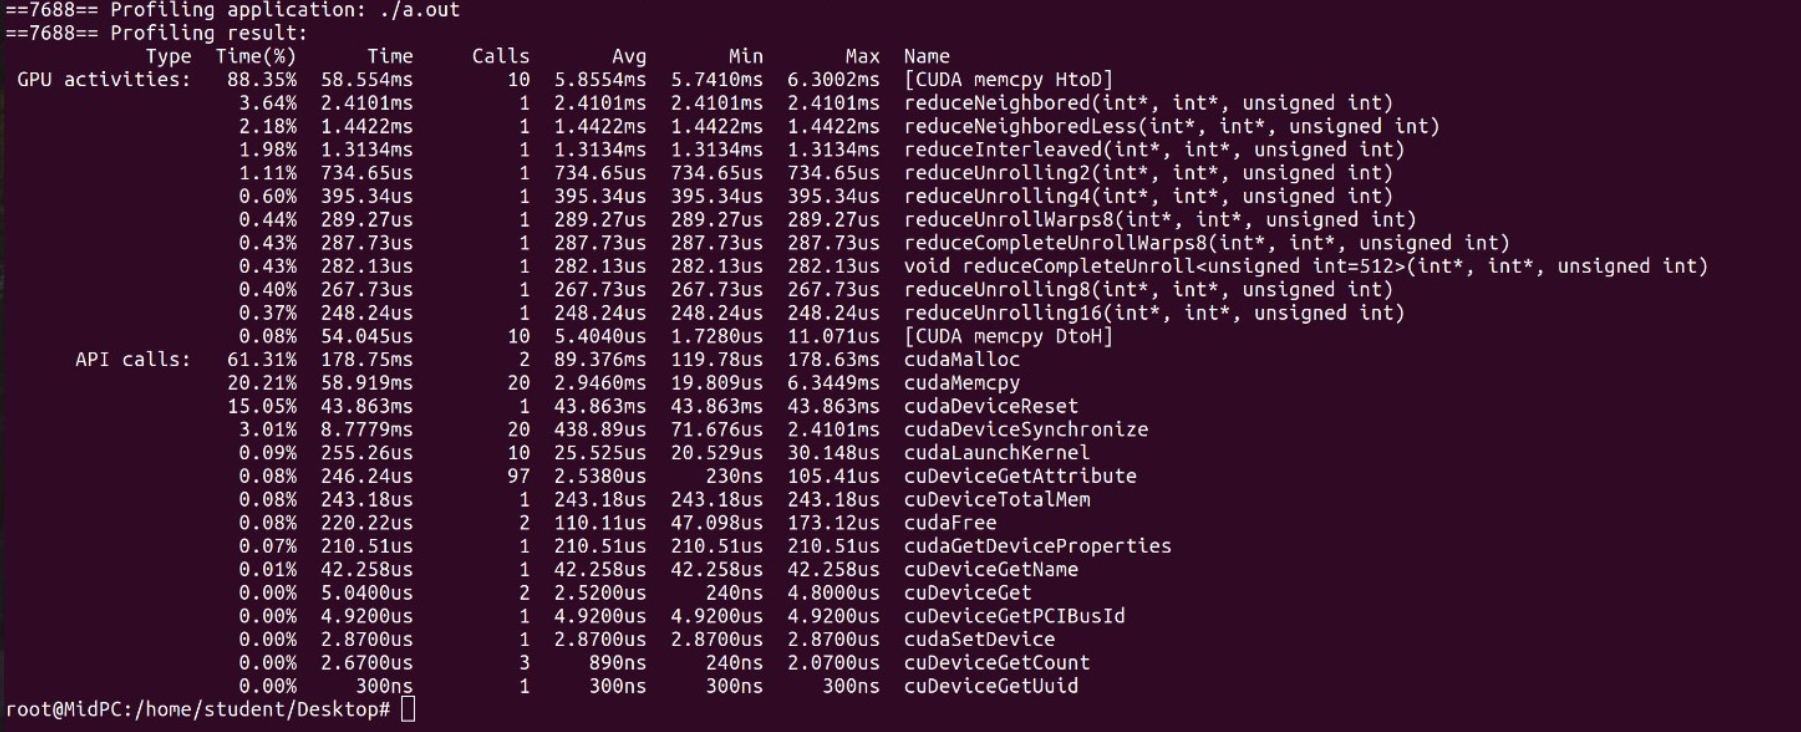 ==7688== Profiling application: ./a.out
==7688== Profiling result:
Type Time(%) Time Calls Avg Min Max Name
GPU activities: 88.35% 58.554ms 10 5.8554ms 5.7410ms 6.3002ms [CUDA memcpy HtoD]
3.64% 2.4101ms 1 2.4101ms 2.4101ms 2.4101ms reduceNeighbored(int*, int*, unsigned int)
2.18% 1.4422ms 1 1.4422ms 1.4422ms 1.4422ms reduceNeighboredLess(int*, int*, unsigned int)
1.98% 1.3134ms 1 1.3134ms 1.3134ms 1.3134ms reduceInterleaved(int*, int*, unsigned int)
1.11% 734.65us 1 734.65us 734.65us 734.65us reduceUnrolling2(int*, int*, unsigned int)
0.60% 395.34us 1 395.34us 395.34us 395.34us reduceUnrolling4(int*, int*, unsigned int)
0.44% 289.27us 1 289.27us 289.27us 289.27us reduceUnrollWarps8(int*, int*, unsigned int)
0.43% 287.73us 1 287.73us 287.73us 287.73us reduceCompleteUnrollWarps8(int*, int*, unsigned int)
0.43% 282.13us 1 282.13us 282.13us 282.13us void reduceCompleteUnroll<unsigned int=512>(int*, int*, unsigned int)
0.40% 267.73us 1 267.73us 267.73us 267.73us reduceUnrolling8(int*, int*, unsigned int)
0.37% 248.24us 1 248.24us 248.24us 248.24us reduceUnrolling16(int*, int*, unsigned int)
0.08% 54.045us 10 5.4040us 1.7280us 11.071us [CUDA memcpy DtoH]
API calls: 61.31% 178.75ms 2 89.376ms 119.78us 178.63ms cudaMalloc
20.21% 58.919ms 20 2.9460ms 19.809us 6.3449ms cudaMemcpy
15.05% 43.863ms 1 43.863ms 43.863ms 43.863ms cudaDeviceReset
3.01% 8.7779ms 20 438.89us 71.676us 2.4101ms cudaDeviceSynchronize
0.09% 255.26us 10 25.525us 20.529us 30.148us cudaLaunchKernel
0.08% 246.24us 97 2.5380us 230ns 105.41us cuDeviceGetAttribute
0.08% 243.18us 1 243.18us 243.18us 243.18us cuDeviceTotalMem
0.08% 220.22us 2 110.11us 47.098us 173.12us cudaFree
0.07% 210.51us 1 210.51us 210.51us 210.51us cudaGetDeviceProperties
0.01% 42.258us 1 42.258us 42.258us 42.258us cuDeviceGetName
0.00% 5.0400us 2 2.5200us 240ns 4.8000us cuDeviceGet
0.00% 4.9200us 1 4.9200us 4.9200us 4.9200us cuDeviceGetPCIBusId
0.00% 2.8700us 1 2.8700us 2.8700us 2.8700us cudaSetDevice
0.00% 2.6700us 3 890ns 240ns 2.0700us cuDeviceGetCount
0.00% 300ns 1 300ns 300ns 300ns cuDeviceGetUuid
root@MidPC:/home/student/Desktop#